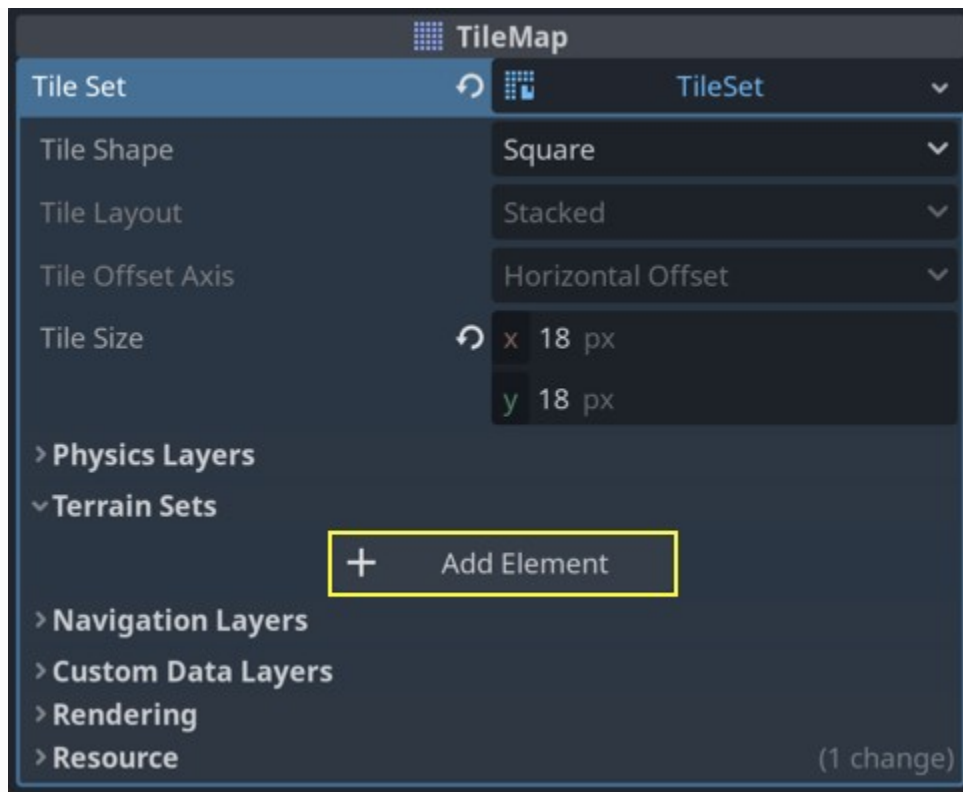 TileMap
Tile Set TileSet
Tile Shape Square
Tile Layout Stacked
Tile Offset Axis Horizontal Offset
Tile Size x 18 px
y 18 px
Physics Layers
Terrain Sets
+ Add Element
Navigation Layers
Custom Data Layers
Rendering
Resource (1 change)